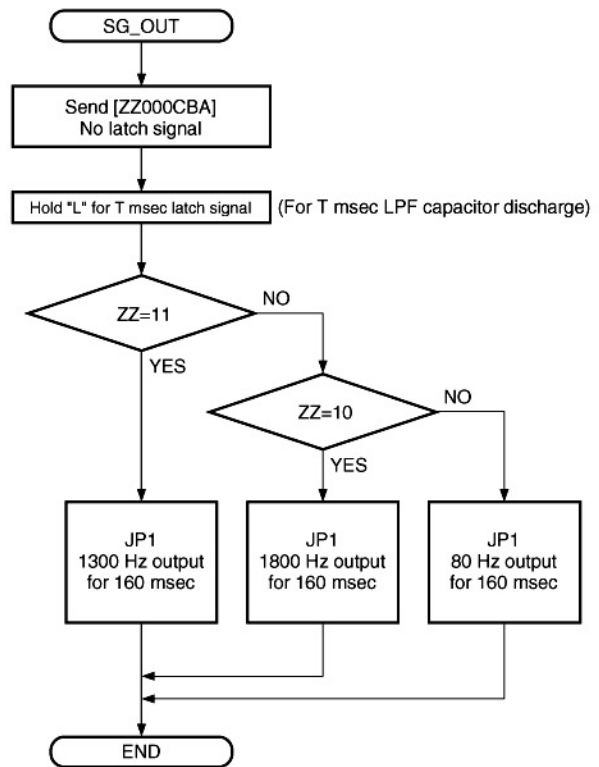 SG_OUT
Send [ZZ000CBA]
No latch signal
Hold "L" for T msec latch signal
(For T msec LPF capacitor discharge)
ZZ=11
NO
YES
ZZ=10
NO
YES
JP1
1300 Hz output
for 160 msec
JP1
1800 Hz output
for 160 msec
JP1
80 Hz output
for 160 msec
END